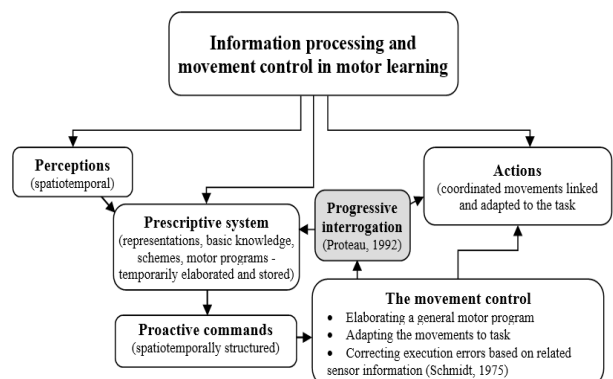 Information processing and
movement control in motor learning
Perceptions
(spatiotemporal)
Actions
(coordinated movements linked
and adapted to the task
Prescriptive system
(representations, basic knowledge,
schemes, motor programs -
temporarily elaborated and stored)
Progressive
interrogation
(Proteau, 1992)
Proactive commands
(spatiotemporally structured)
The movement control
• Elaborating a general motor program
• Adapting the movements to task
• Correcting execution errors based on related
sensor information (Schmidt, 1975)